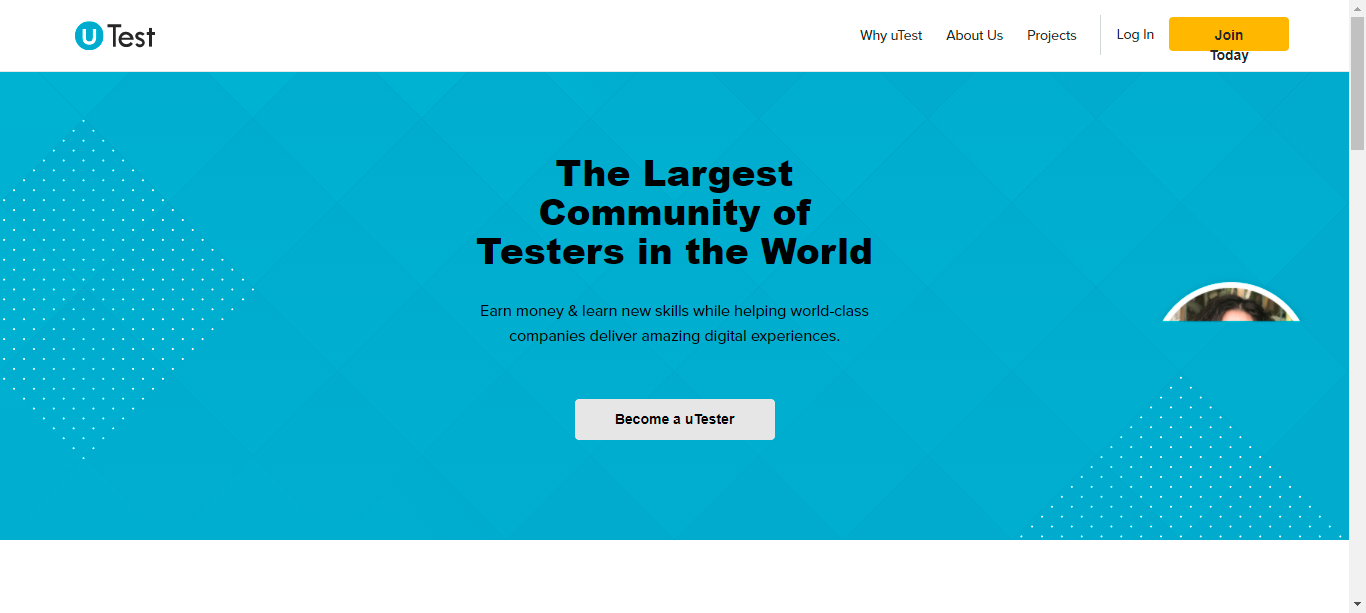 uTest
Why uTest
About Us
Projects
Log In
Join
Today
The Largest
Community of
Testers in the World
Earn money & learn new skills while helping world-class
companies deliver amazing digital experiences.
Become a uTester